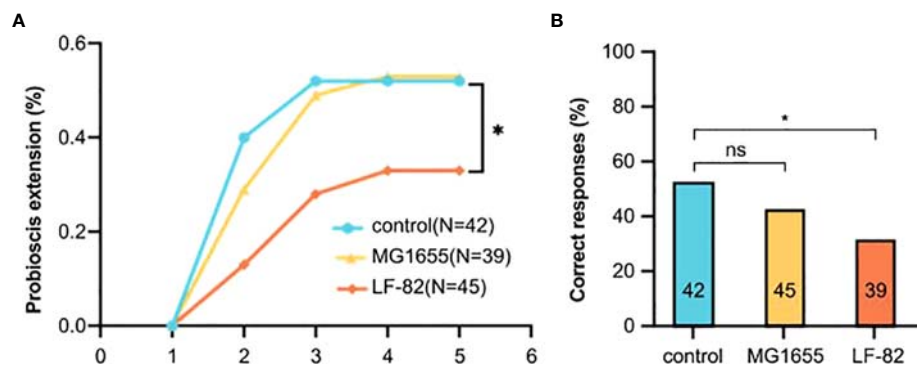 A
Probioscis extension (%)
0.6
0.4
0.2
0.0
0 1 2 3 4 5 6
control(N=42)
MG1655(N=39)
LF-82(N=45)
*
B
Correct responses (%)
100
80
60
40
20
0
*
ns
42 45 39
control MG1655 LF-82